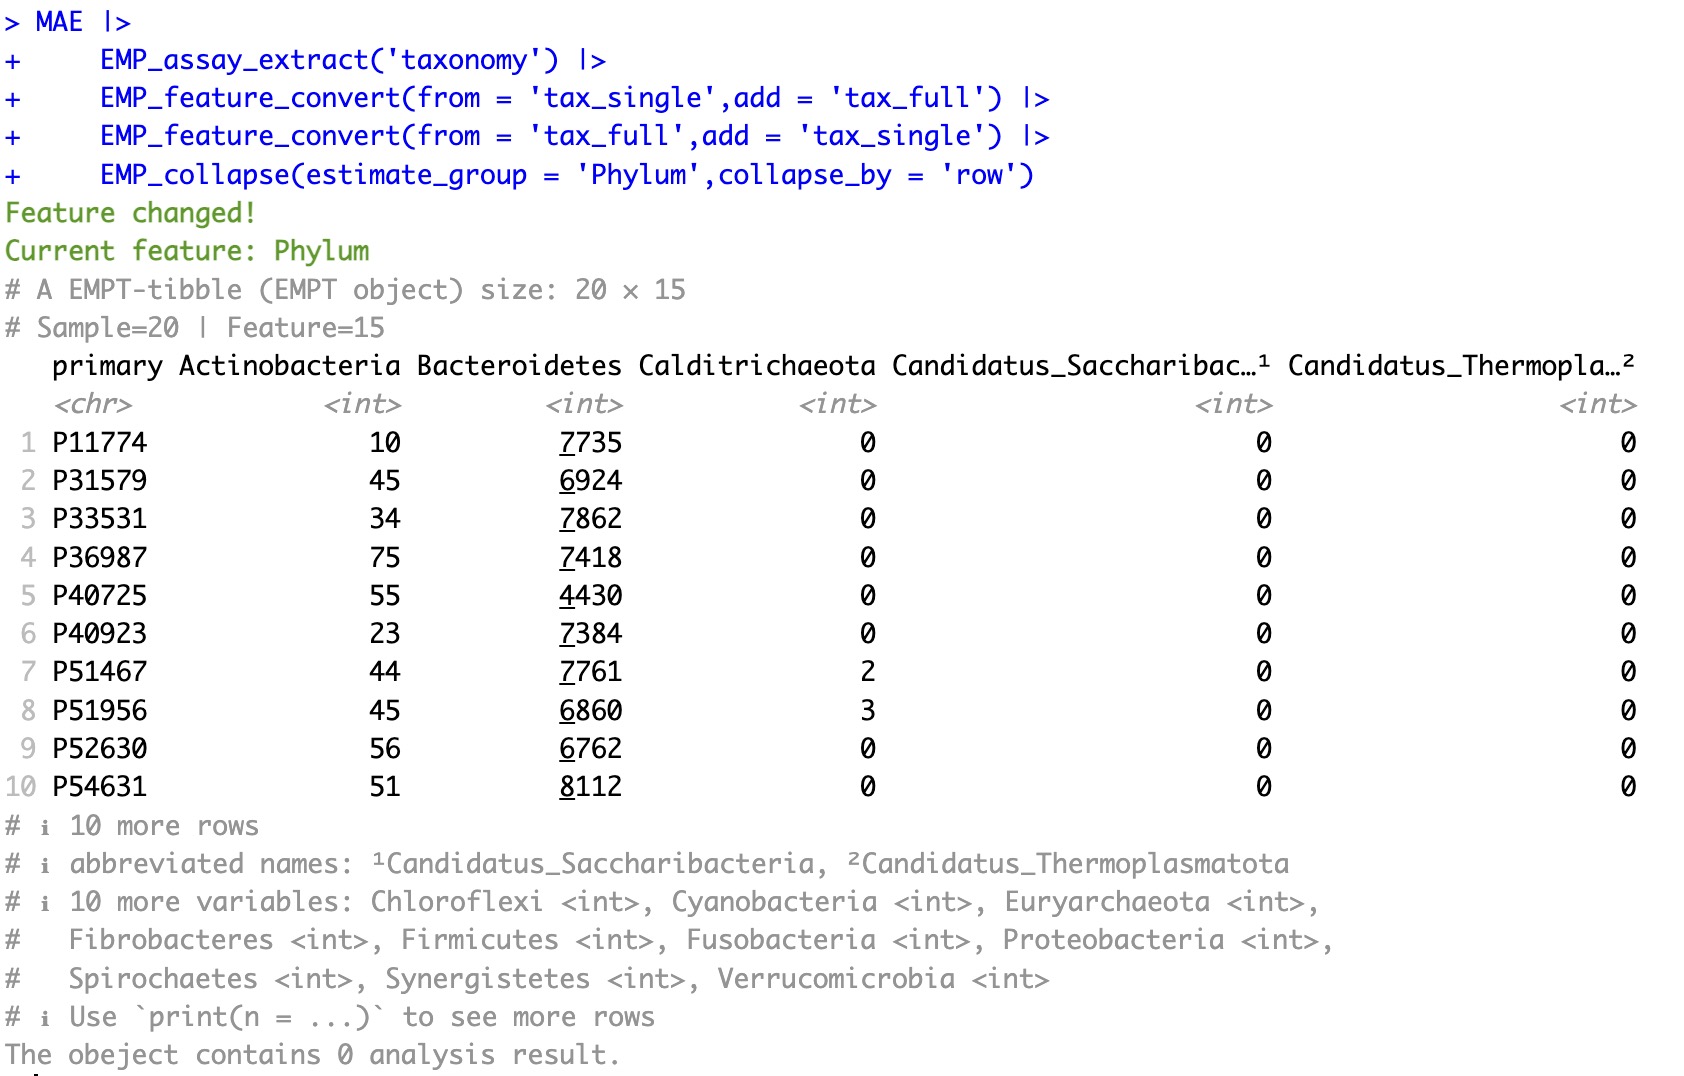 > MAE |>
+     EMP_assay_extract('taxonomy') |>
+     EMP_feature_convert(from = 'tax_single',add = 'tax_full') |>
+     EMP_feature_convert(from = 'tax_full',add = 'tax_single') |>
+     EMP_collapse(estimate_group = 'Phylum',collapse_by = 'row')
Feature changed!
Current feature: Phylum
# A EMPT-tibble (EMPT object) size: 20 × 15
# Sample=20 | Feature=15
   primary Actinobacteria Bacteroidetes Calditrichaeota Candidatus_Saccharibac…¹ Candidatus_Thermopla…²
   <chr>            <int>         <int>           <int>                    <int>                  <int>
 1 P11774              10          7735               0                        0                      0
 2 P31579              45          6924               0                        0                      0
 3 P33531              34          7862               0                        0                      0
 4 P36987              75          7418               0                        0                      0
 5 P40725              55          4430               0                        0                      0
 6 P40923              23          7384               0                        0                      0
 7 P51467              44          7761               2                        0                      0
 8 P51956              45          6860               3                        0                      0
 9 P52630              56          6762               0                        0                      0
10 P54631              51          8112               0                        0                      0
# ℹ 10 more rows
# ℹ abbreviated names: ¹Candidatus_Saccharibacteria, ²Candidatus_Thermoplasmatota
# ℹ 10 more variables: Chloroflexi <int>, Cyanobacteria <int>, Euryarchaeota <int>,
#   Fibrobacteres <int>, Firmicutes <int>, Fusobacteria <int>, Proteobacteria <int>,
#   Spirochaetes <int>, Synergistetes <int>, Verrucomicrobia <int>
# ℹ Use `print(n = ...)` to see more rows
The obeject contains 0 analysis result.